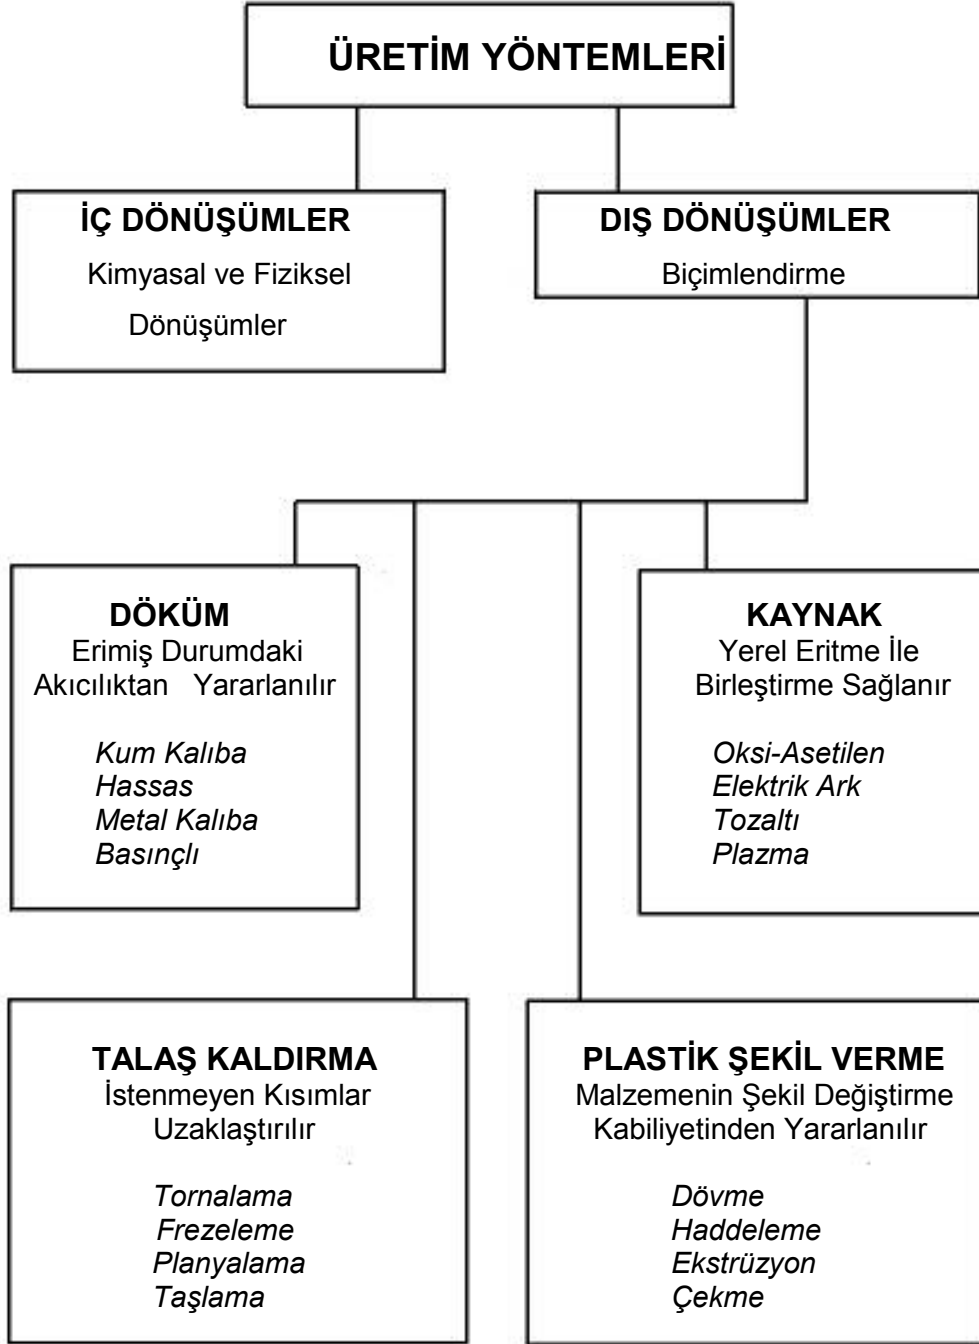 ÜRETİM YÖNTEMLERİ
İÇ DÖNÜŞÜMLER
Kimyasal ve Fiziksel
Dönüşümler
DIŞ DÖNÜŞÜMLER
Biçimlendirme
DÖKÜM
Erimiş Durumdaki
Akıcılıktan Yararlanılır
Kum Kalıba
Hassas
Metal Kalıba
Basınçlı
KAYNAK
Yerel Eritme İle
Birleştirme Sağlanır
Oksi-Asetilen
Elektrik Ark
Tozaltı
Plazma
TALAŞ KALDIRMA
İstenmeyen Kısımlar
Uzaklaştırılır
Tornalama
Frezeleme
Planyalama
Taşlama
PLASTİK ŞEKİL VERME
Malzemenin Şekil Değiştirme
Kabiliyetinden Yararlanılır
Dövme
Haddeleme
Ekstrüzyon
Çekme